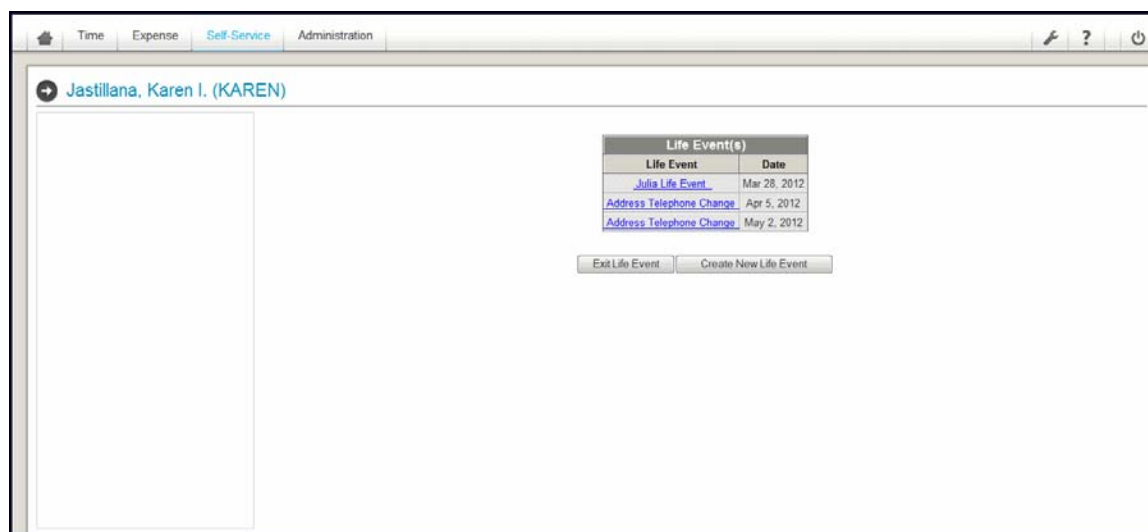 Time Expense Self-Service Administration ?
Jastillana, Karen I. (KAREN)
Life Event(s)
Life Event Date
Julia Life Event Mar 28, 2012
Address Telephone Change Apr 5, 2012
Address Telephone Change May 2, 2012
Exit Life Event Create New Life Event